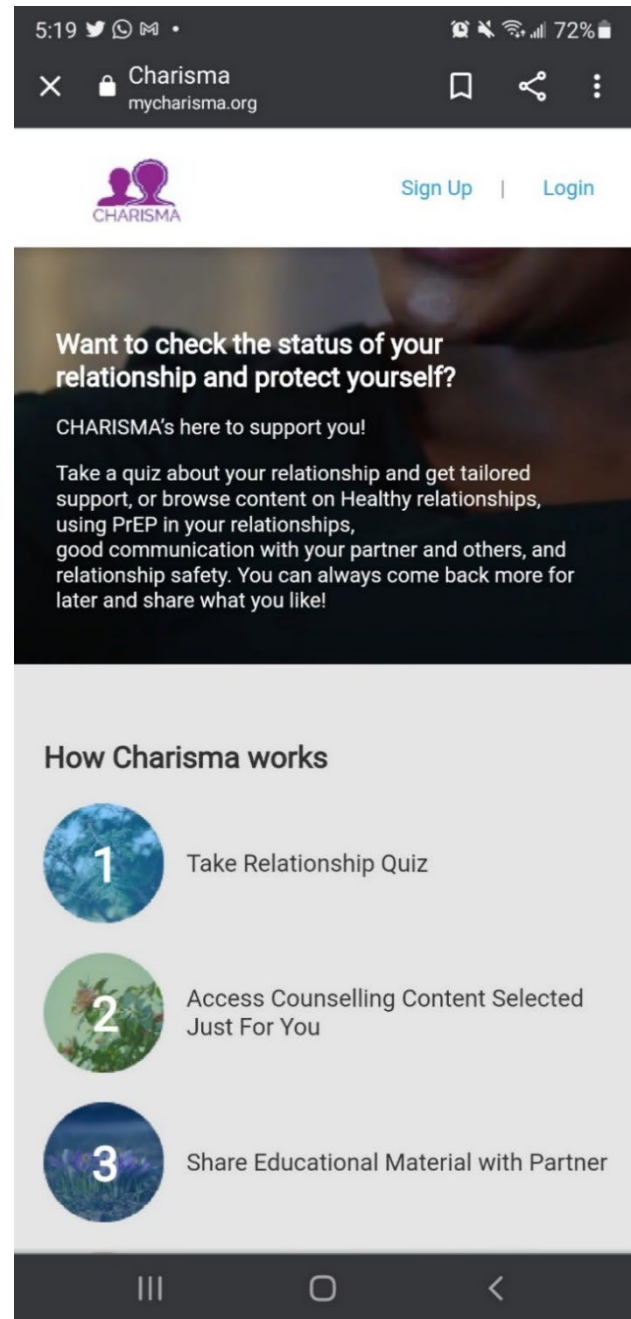 5:19 72%
Charisma
mycharisma.org
CHARISMA
Sign Up | Login
Want to check the status of your
relationship and protect yourself?
CHARISMA's here to support you!
Take a quiz about your relationship and get tailored
support, or browse content on Healthy relationships,
using PrEP in your relationships,
good communication with your partner and others, and
relationship safety. You can always come back more for
later and share what you like!
How Charisma works
1 Take Relationship Quiz
2 Access Counselling Content Selected
Just For You
3 Share Educational Material with Partner